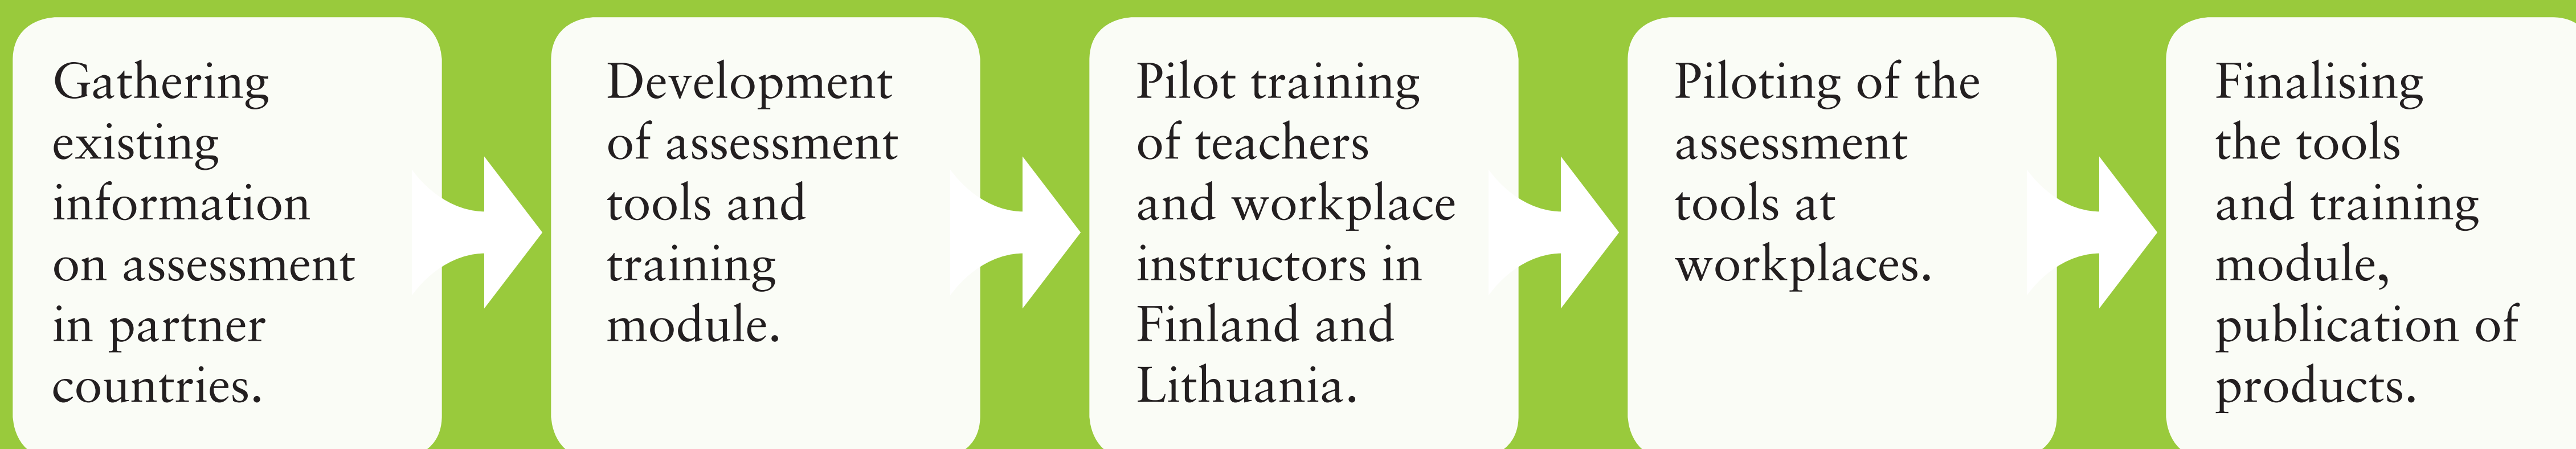 Gathering
existing
information
on assessment
in partner
countries.
Development
of assessment
tools and
training
module.
Pilot training
of teachers
and workplace
instructors in
Finland and
Lithuania.
Piloting of the
assessment
tools at
workplaces.
Finalising
the tools
and training
module,
publication of
products.